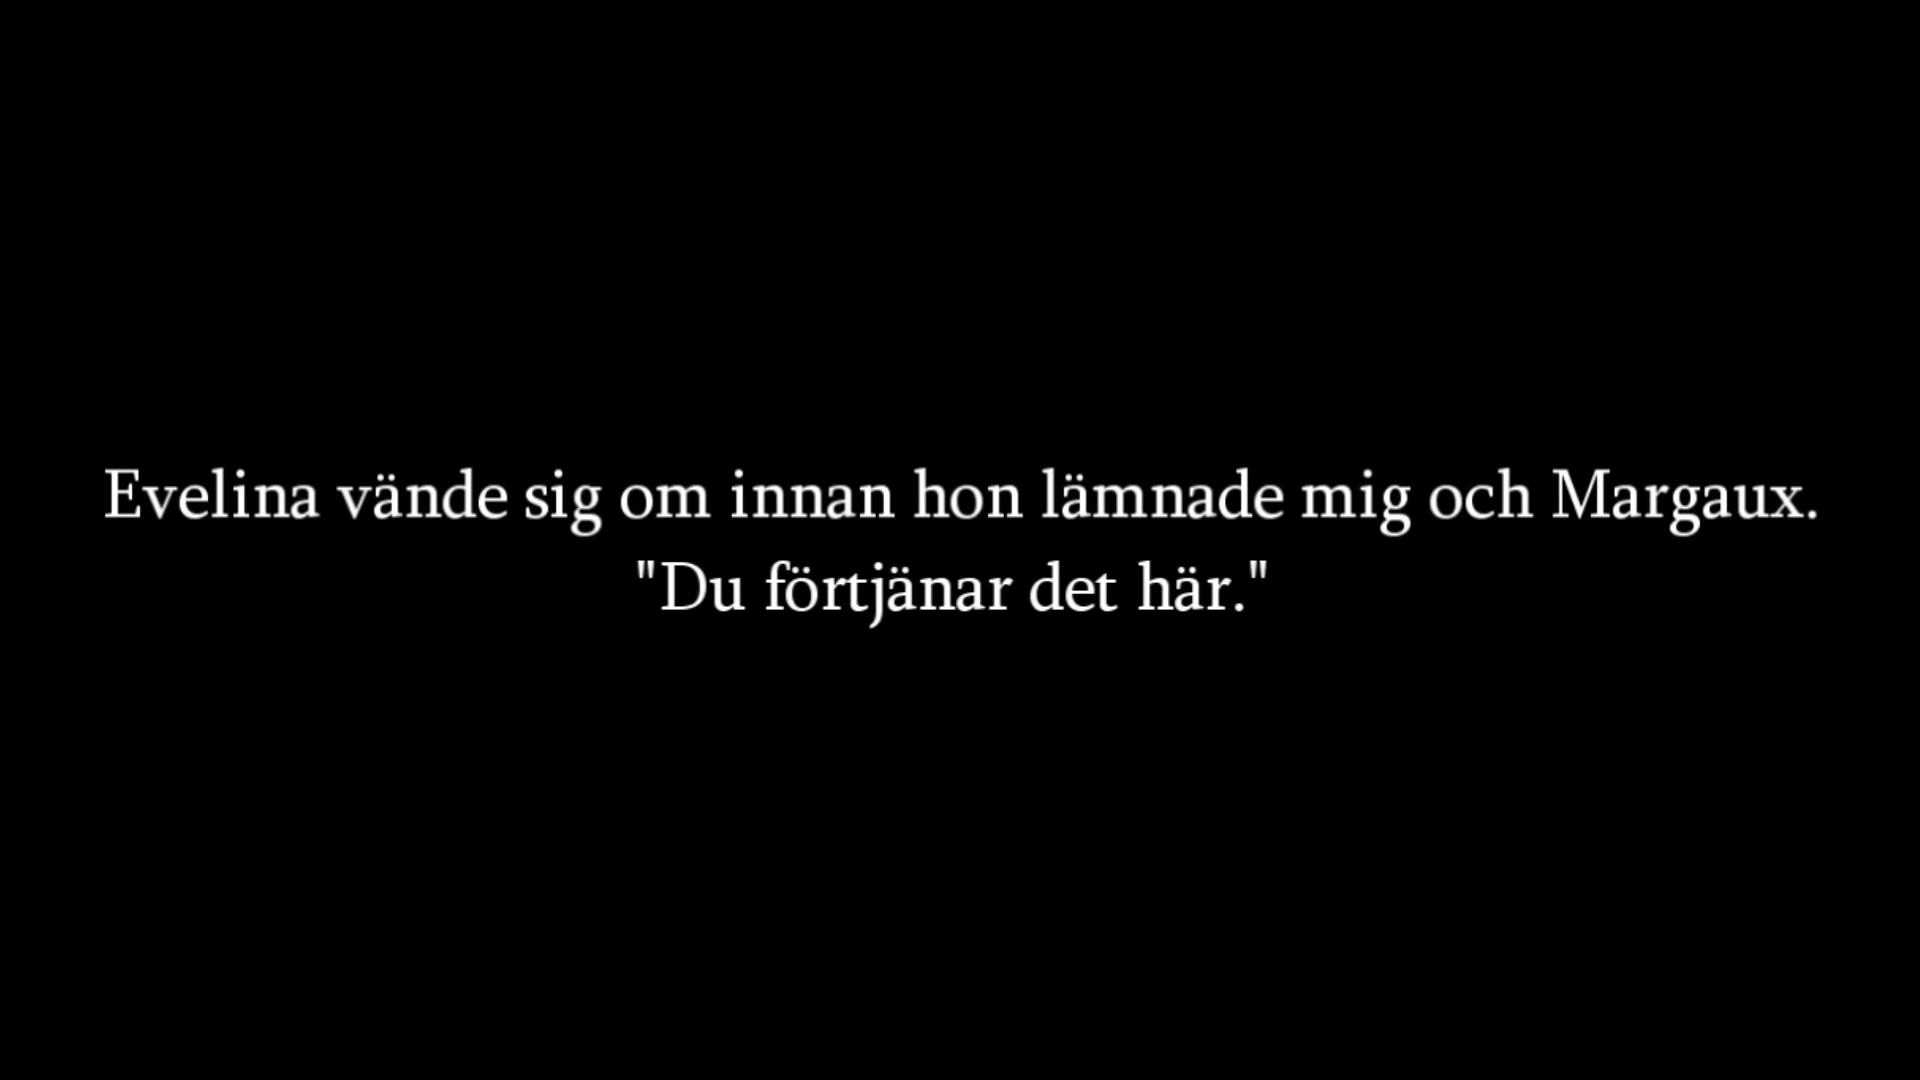 Evelina vände sig om innan hon lämnade mig och Margaux.
"Du förtjänar det här."